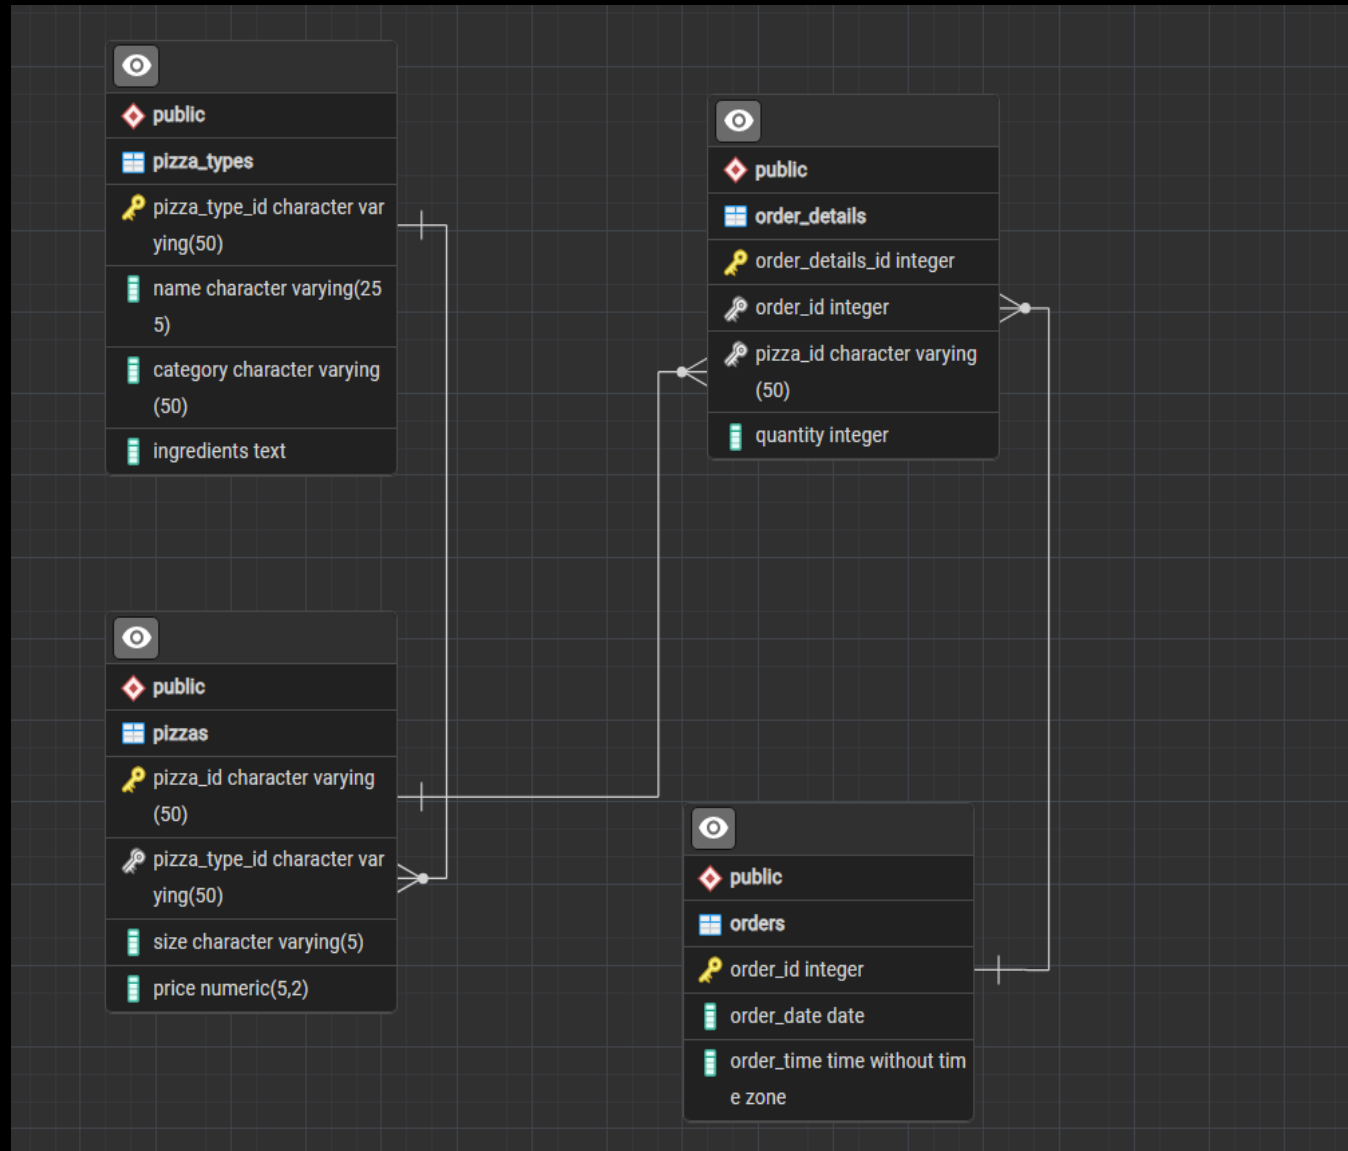 public
pizza_types
pizza_type_id character var
ying(50)
name character varying(25
5)
category character varying
(50)
ingredients text
public
order_details
order_details_id integer
order_id integer
pizza_id character varying
(50)
quantity integer
public
pizzas
pizza_id character varying
(50)
pizza_type_id character var
ying(50)
size character varying(5)
price numeric(5,2)
public
orders
order_id integer
order_date date
order_time time without tim
e zone